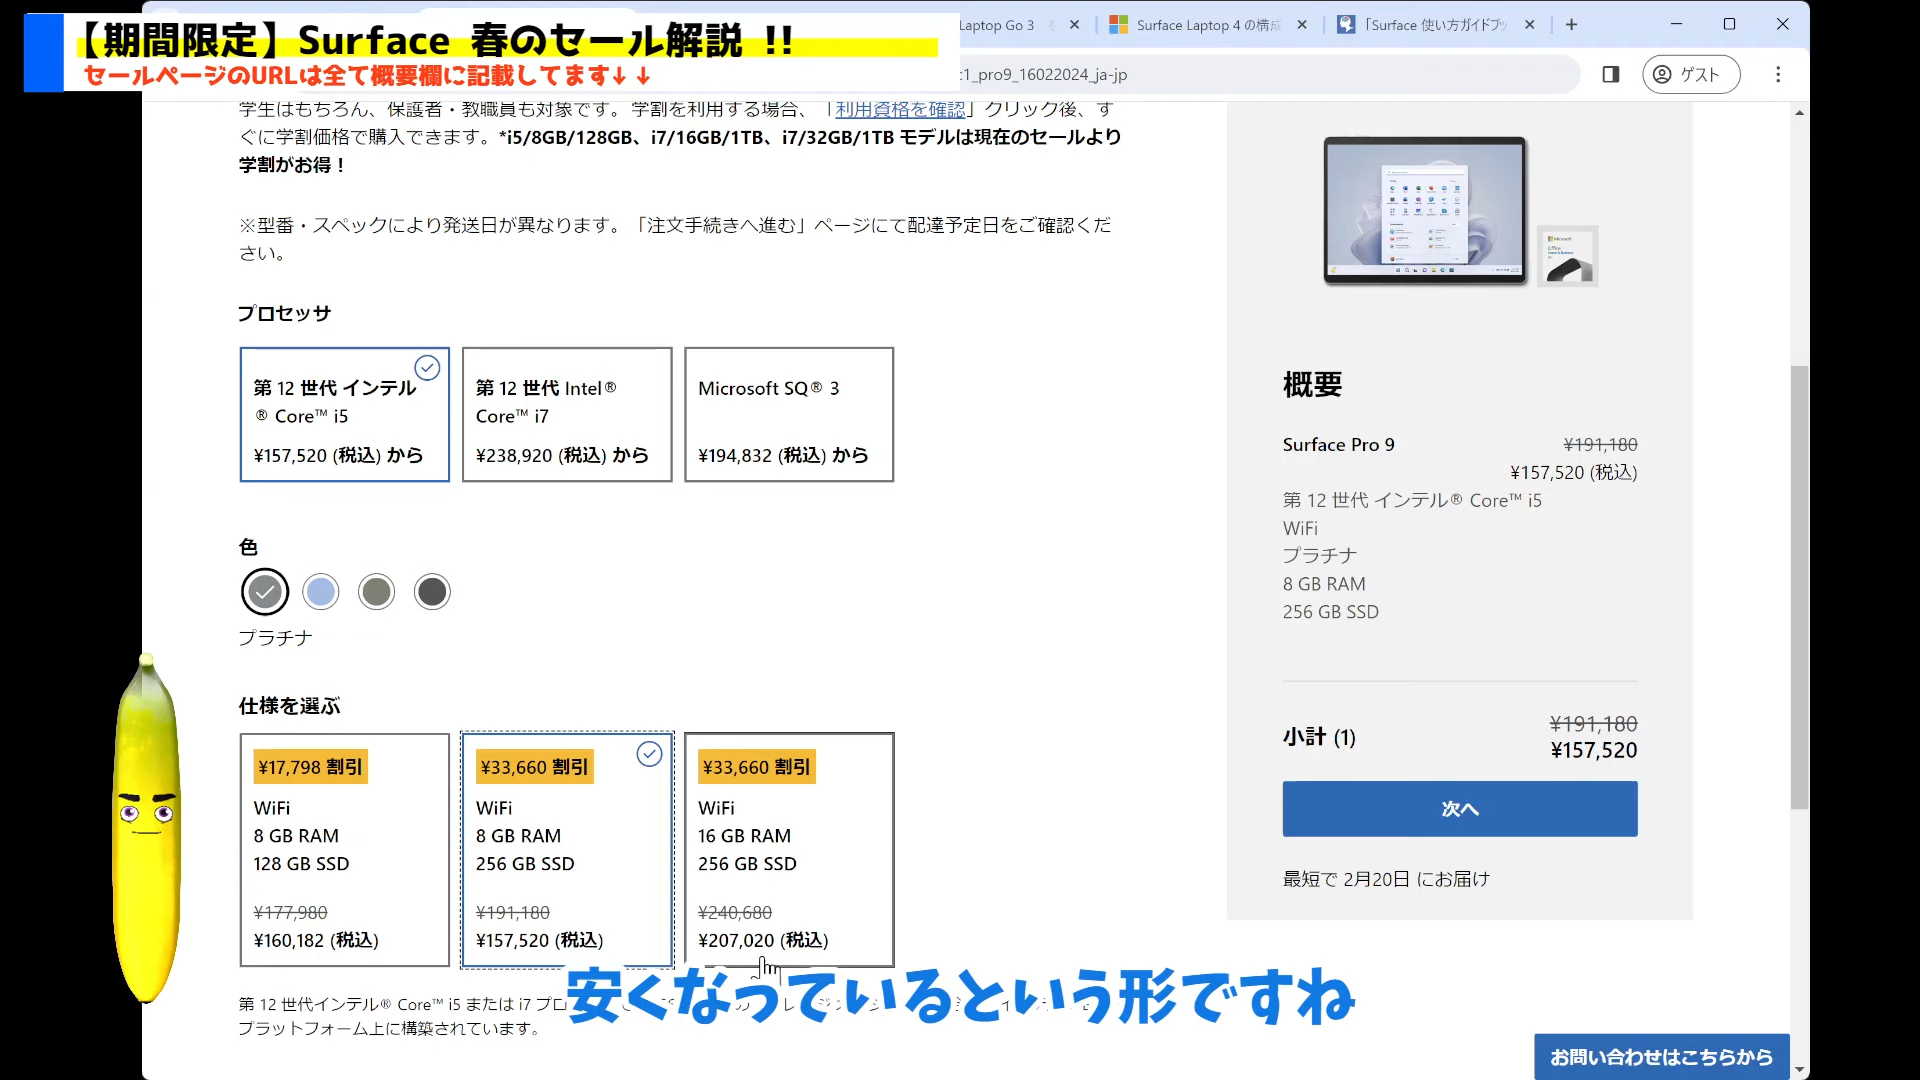 【期間限定】Surface 春のセール解説 !!
セールページのURLは全て概要欄に記載してます↓↓
Laptop Go 3
Surface Laptop 4 の構成
「Surface 使い方ガイドブッ
1_pro9_16022024_ja-jp
ゲスト
学生はもちろん、保護者・教職員も対象です。 学割を利用する場合、「利用資格を確認」クリック後、す
ぐに学割価格で購入できます。*i5/8GB/128GB、i7/16GB/1TB、i7/32GB/1TB モデルは現在のセールより
学割がお得！
※型番・スペックにより発送日が異なります。「注文手続きへ進む」ページにて配達予定日をご確認くだ
さい。
プロセッサ
第 12 世代 インテル
® Core™ i5
¥157,520 (税込) から
第 12 世代 Intel®
Core™ i7
¥238,920 (税込) から
Microsoft SQ® 3
¥194,832 (税込) から
色
プラチナ
仕様を選ぶ
¥17,798 割引
WiFi
8 GB RAM
128 GB SSD
¥177,980
¥160,182 (税込)
¥33,660 割引
WiFi
8 GB RAM
256 GB SSD
¥191,180
¥157,520 (税込)
¥33,660 割引
WiFi
16 GB RAM
256 GB SSD
¥240,680
¥207,020 (税込)
第 12 世代インテル® Core™ i5 または i7 プロ
プラットフォーム上に構築されています。
安くなっているという形ですね
Microsoft
Office
概要
Surface Pro 9
¥191,180
¥157,520 (税込)
第 12 世代 インテル® Core™ i5
WiFi
プラチナ
8 GB RAM
256 GB SSD
小計 (1)
¥191,180
¥157,520
次へ
最短で 2月20日 にお届け
お問い合わせはこちらから